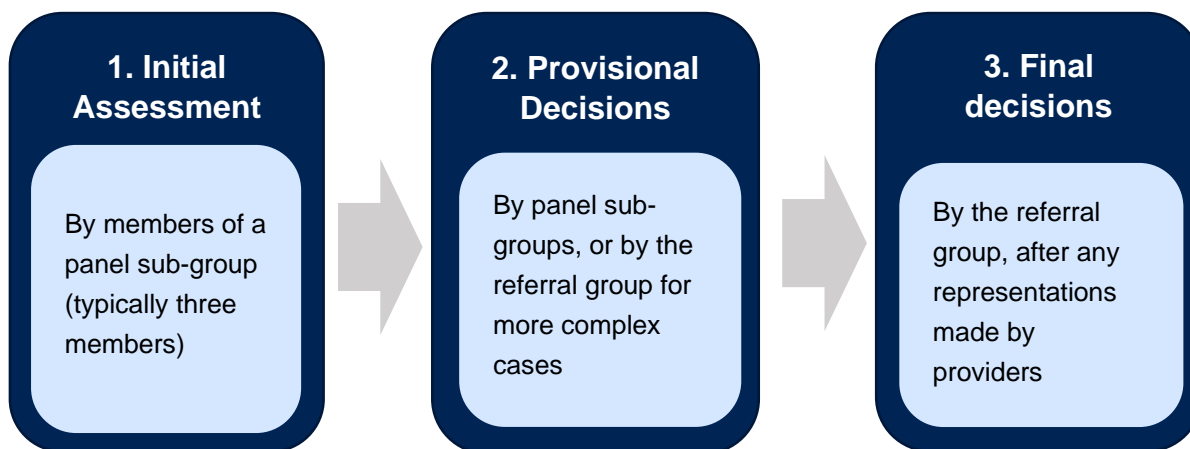 1. Initial
Assessment
By members of a
panel sub-group
(typically three
members)
2. Provisional
Decisions
By panel sub-
groups, or by the
referral group for
more complex
cases
3. Final
decisions
By the referral
group, after any
representations
made by
providers